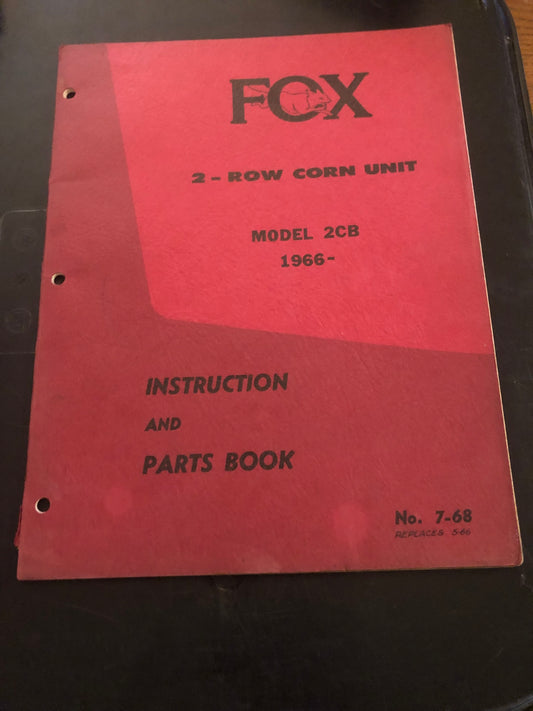 FOX
2-ROW CORN UNIT
MODEL 2CB
1966-
INSTRUCTION
AND
PARTS BOOK
No. 7-68
REPLACES 5-66